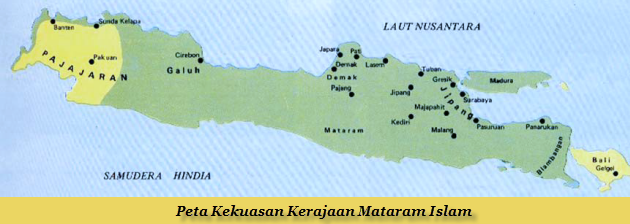 LAUT NUSANTARA
Banten
Sunda Kelapa
Pakuan
PAJAJARAN
Cirebon
Galuh
Japara
Pati
Demak
Lasem
Demak
Pajang
Tuban
Gresik
Madura
Jipang
Jipang
Surabaya
Majapahit
Kediri
Malang
Pasuruan
Panarukan
Mataram
Blambangan
Bali
Gelgel
SAMUDERA HINDIA
Peta Kekuasan Kerajaan Mataram Islam